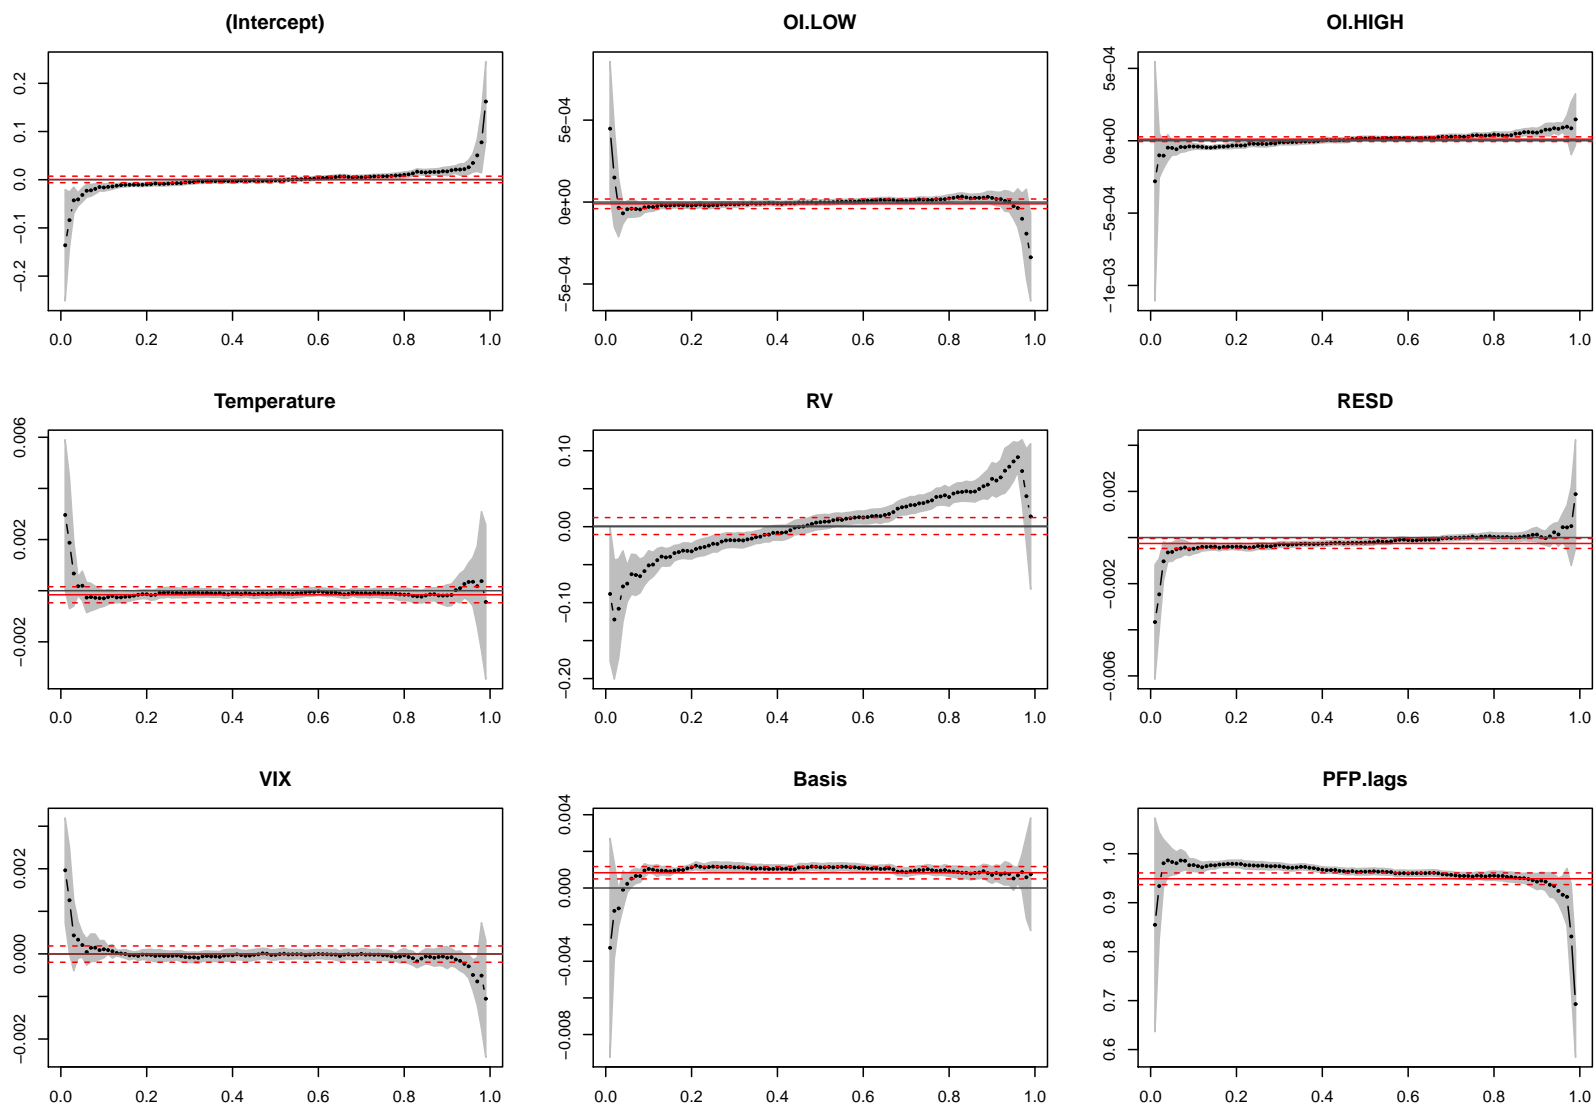 (Intercept)
OI.LOW
OI.HIGH
0.2
0.1
0.0
−0.1
−0.2
5e−04
0e+00
−5e−04
5e−04
0e+00
−5e−04
−1e−03
0.0 0.2 0.4 0.6 0.8 1.0
0.0 0.2 0.4 0.6 0.8 1.0
0.0 0.2 0.4 0.6 0.8 1.0
Temperature
RV
RESD
0.006
0.002
−0.002
0.10
0.00
−0.10
−0.20
0.002
−0.002
−0.006
0.0 0.2 0.4 0.6 0.8 1.0
0.0 0.2 0.4 0.6 0.8 1.0
0.0 0.2 0.4 0.6 0.8 1.0
VIX
Basis
PFP.lags
0.002
0.000
−0.002
0.004
0.000
−0.004
−0.008
1.0
0.9
0.8
0.7
0.6
0.0 0.2 0.4 0.6 0.8 1.0
0.0 0.2 0.4 0.6 0.8 1.0
0.0 0.2 0.4 0.6 0.8 1.0